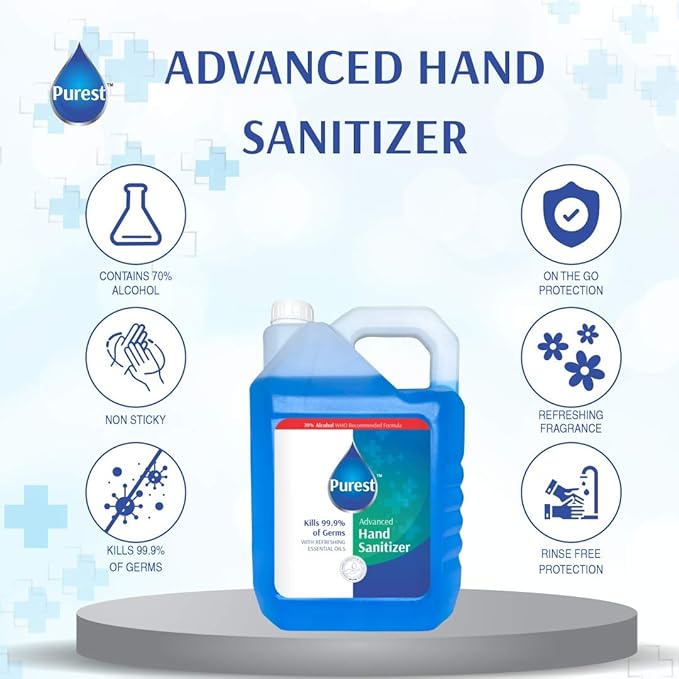 Purest™
ADVANCED HAND
SANITIZER
CONTAINS 70%
ALCOHOL
NON STICKY
KILLS 99.9%
OF GERMS
ON THE GO
PROTECTION
REFRESHING
FRAGRANCE
RINSE FREE
PROTECTION
70% Alcohol WHO Recommended Formula
Purest™
Kills 99.9%
of Germs
WITH REFRESHING
ESSENTIAL OILS
Advanced
Hand
Sanitizer